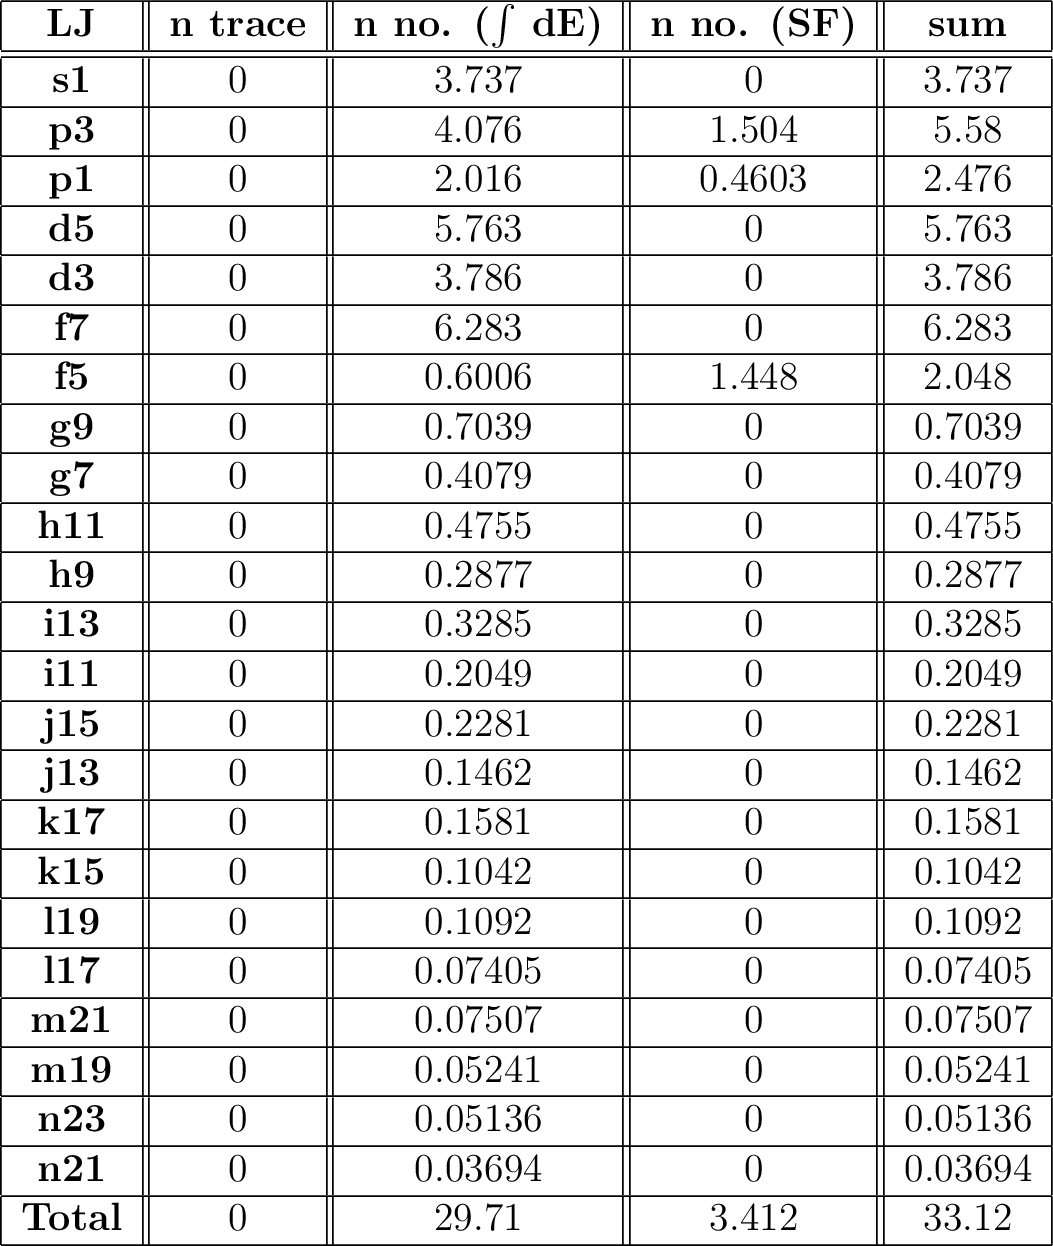 LJ n trace n no. (∫ dE) n no. (SF) sum
s1 0 3.737 0 3.737
p3 0 4.076 1.504 5.58
p1 0 2.016 0.4603 2.476
d5 0 5.763 0 5.763
d3 0 3.786 0 3.786
f7 0 6.283 0 6.283
f5 0 0.6006 1.448 2.048
g9 0 0.7039 0 0.7039
g7 0 0.4079 0 0.4079
h11 0 0.4755 0 0.4755
h9 0 0.2877 0 0.2877
i13 0 0.3285 0 0.3285
i11 0 0.2049 0 0.2049
j15 0 0.2281 0 0.2281
j13 0 0.1462 0 0.1462
k17 0 0.1581 0 0.1581
k15 0 0.1042 0 0.1042
l19 0 0.1092 0 0.1092
l17 0 0.07405 0 0.07405
m21 0 0.07507 0 0.07507
m19 0 0.05241 0 0.05241
n23 0 0.05136 0 0.05136
n21 0 0.03694 0 0.03694
Total 0 29.71 3.412 33.12